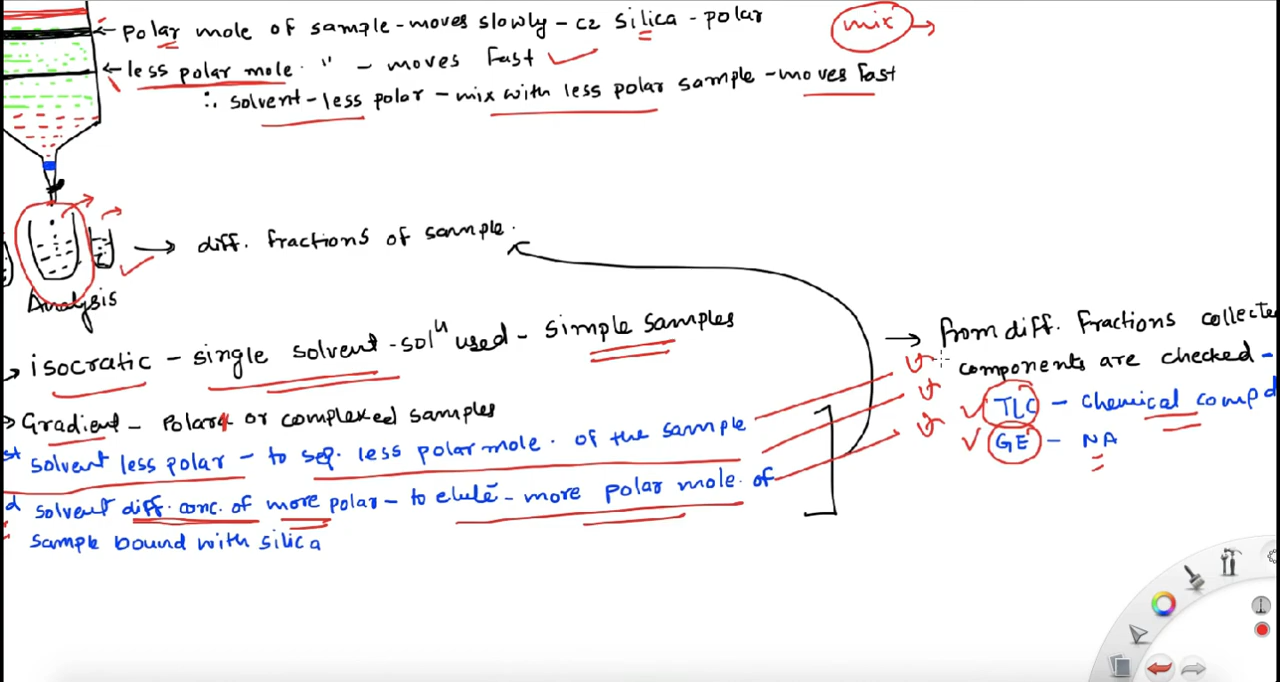 ← polar mole of sample - moves slowly - cz silica - polar
mix →
← less polar mole. " - moves Fast
∴ solvent - less polar - mix with less polar sample - moves Fast
→ diff. fractions of sample.
Analysis
→ isocratic - single solvent - solⁿ used - simple samples
→ Gradient - Polar or complexed samples
st solvent less polar - to sep. less polar mole. of the sample
d solvent diff. conc. of more polar - to elute - more polar mole. of
sample bound with silica
→ from diff. Fractions collecte
components are checked -
TLC - chemical compd
GE - NA